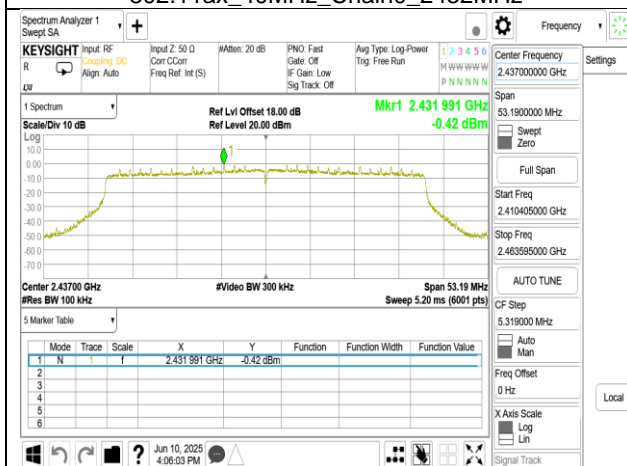 Spectrum Analyzer 1
Swept SA
Frequency
KEYSIGHT
R
Input: RF
Coupling: DC
Align: Auto
Input Z: 50 Ω
Corr CCorr
Freq Ref: Int (S)
#Atten: 20 dB
PNO: Fast
Gate: Off
IF Gain: Low
Sig Track: Off
Avg Type: Log-Power
Trig: Free Run
1 2 3 4 5 6
M W W W W W
P N N N N N
1 Spectrum
Scale/Div 10 dB
Ref Lvl Offset 18.00 dB
Ref Level 20.00 dBm
Mkr1 2.431 991 GHz
-0.42 dBm
Log
10.0
0.00
-10.0
-20.0
-30.0
-40.0
-50.0
-60.0
-70.0
1
Center 2.43700 GHz
#Res BW 100 kHz
#Video BW 300 kHz
Span 53.19 MHz
Sweep 5.20 ms (6001 pts)
5 Marker Table
Mode Trace Scale X Y Function Function Width Function Value
1 N 1 f 2.431 991 GHz -0.42 dBm
2
3
4
5
6
Jun 10, 2025
4:06:03 PM
Center Frequency
2.437000000 GHz
Span
53.1900000 MHz
Swept
Zero
Full Span
Start Freq
2.410405000 GHz
Stop Freq
2.463595000 GHz
AUTO TUNE
CF Step
5.319000 MHz
Auto
Man
Freq Offset
0 Hz
X Axis Scale
Log
Lin
Signal Track
Settings
Local